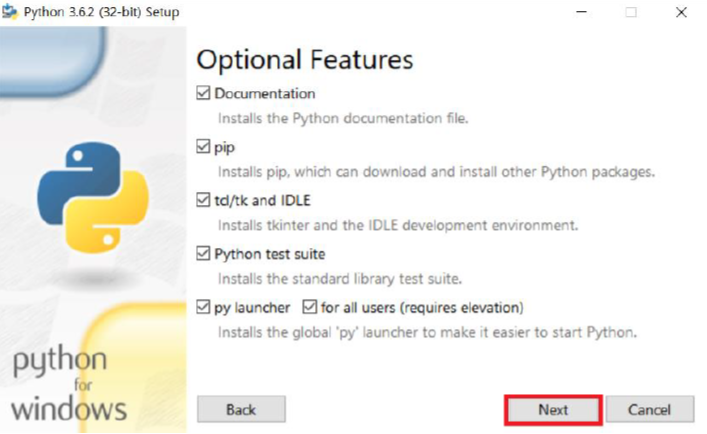 Python 3.6.2 (32-bit) Setup
Optional Features
Documentation
Installs the Python documentation file.
pip
Installs pip, which can download and install other Python packages.
td/tk and IDLE
Installs tkinter and the IDLE development environment.
Python test suite
Installs the standard library test suite.
py launcher for all users (requires elevation)
Installs the global 'py' launcher to make it easier to start Python.
python
for
windows
Back Next Cancel